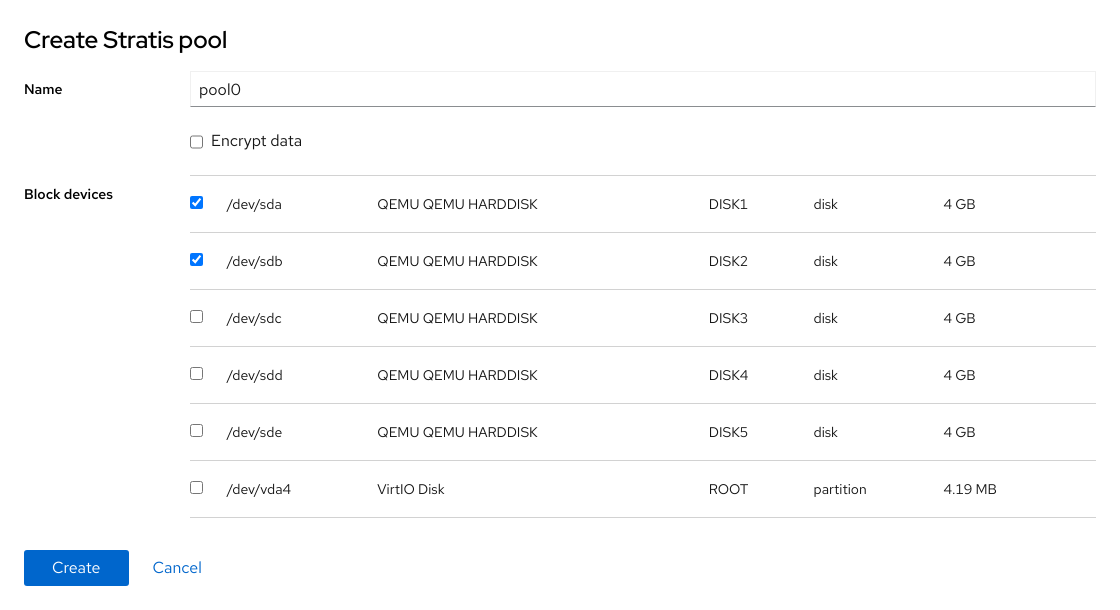 Create Stratis pool
Name
pool0
Encrypt data
Block devices
/dev/sda QEMU QEMU HARDDISK DISK1 disk 4 GB
/dev/sdb QEMU QEMU HARDDISK DISK2 disk 4 GB
/dev/sdc QEMU QEMU HARDDISK DISK3 disk 4 GB
/dev/sdd QEMU QEMU HARDDISK DISK4 disk 4 GB
/dev/sde QEMU QEMU HARDDISK DISK5 disk 4 GB
/dev/vda4 VirtIO Disk ROOT partition 4.19 MB
Create Cancel